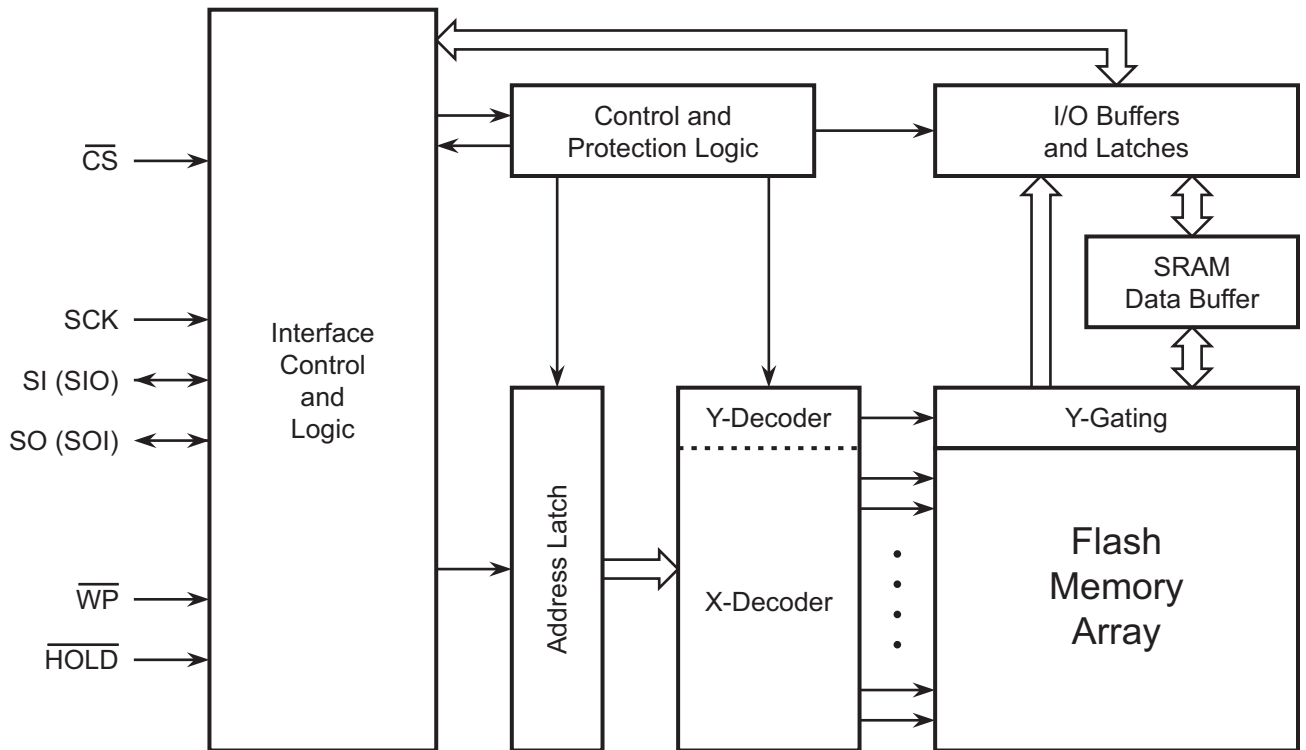 CS
SCK
SI (SIO)
SO (SOI)
WP
HOLD
Interface
Control
and
Logic
Control and
Protection Logic
I/O Buffers
and Latches
SRAM
Data Buffer
Address Latch
Y-Decoder
X-Decoder
Y-Gating
Flash
Memory
Array